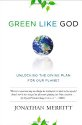 GREEN LIKE GOD
UNLOCKING THE DIVINE PLAN
FOR OUR PLANET
JONATHAN MERRITT